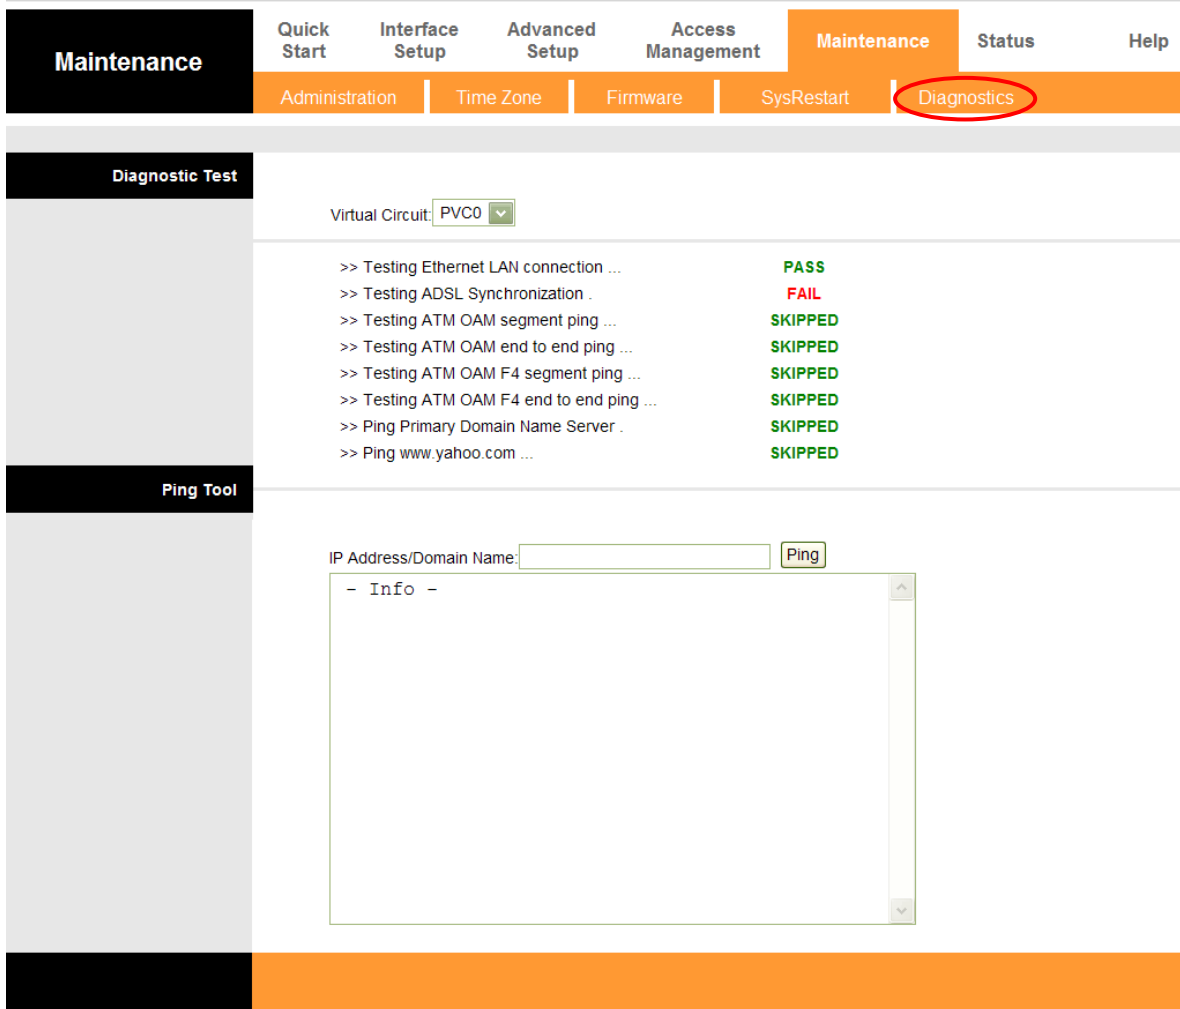 Maintenance
Quick Start
Interface Setup
Advanced Setup
Access Management
Maintenance
Status
Help
Administration
Time Zone
Firmware
SysRestart
Diagnostics
Diagnostic Test
Virtual Circuit: PVC0
>> Testing Ethernet LAN connection ... PASS
>> Testing ADSL Synchronization . FAIL
>> Testing ATM OAM segment ping ... SKIPPED
>> Testing ATM OAM end to end ping ... SKIPPED
>> Testing ATM OAM F4 segment ping ... SKIPPED
>> Testing ATM OAM F4 end to end ping ... SKIPPED
>> Ping Primary Domain Name Server . SKIPPED
>> Ping www.yahoo.com ... SKIPPED
Ping Tool
IP Address/Domain Name: Ping
- Info -